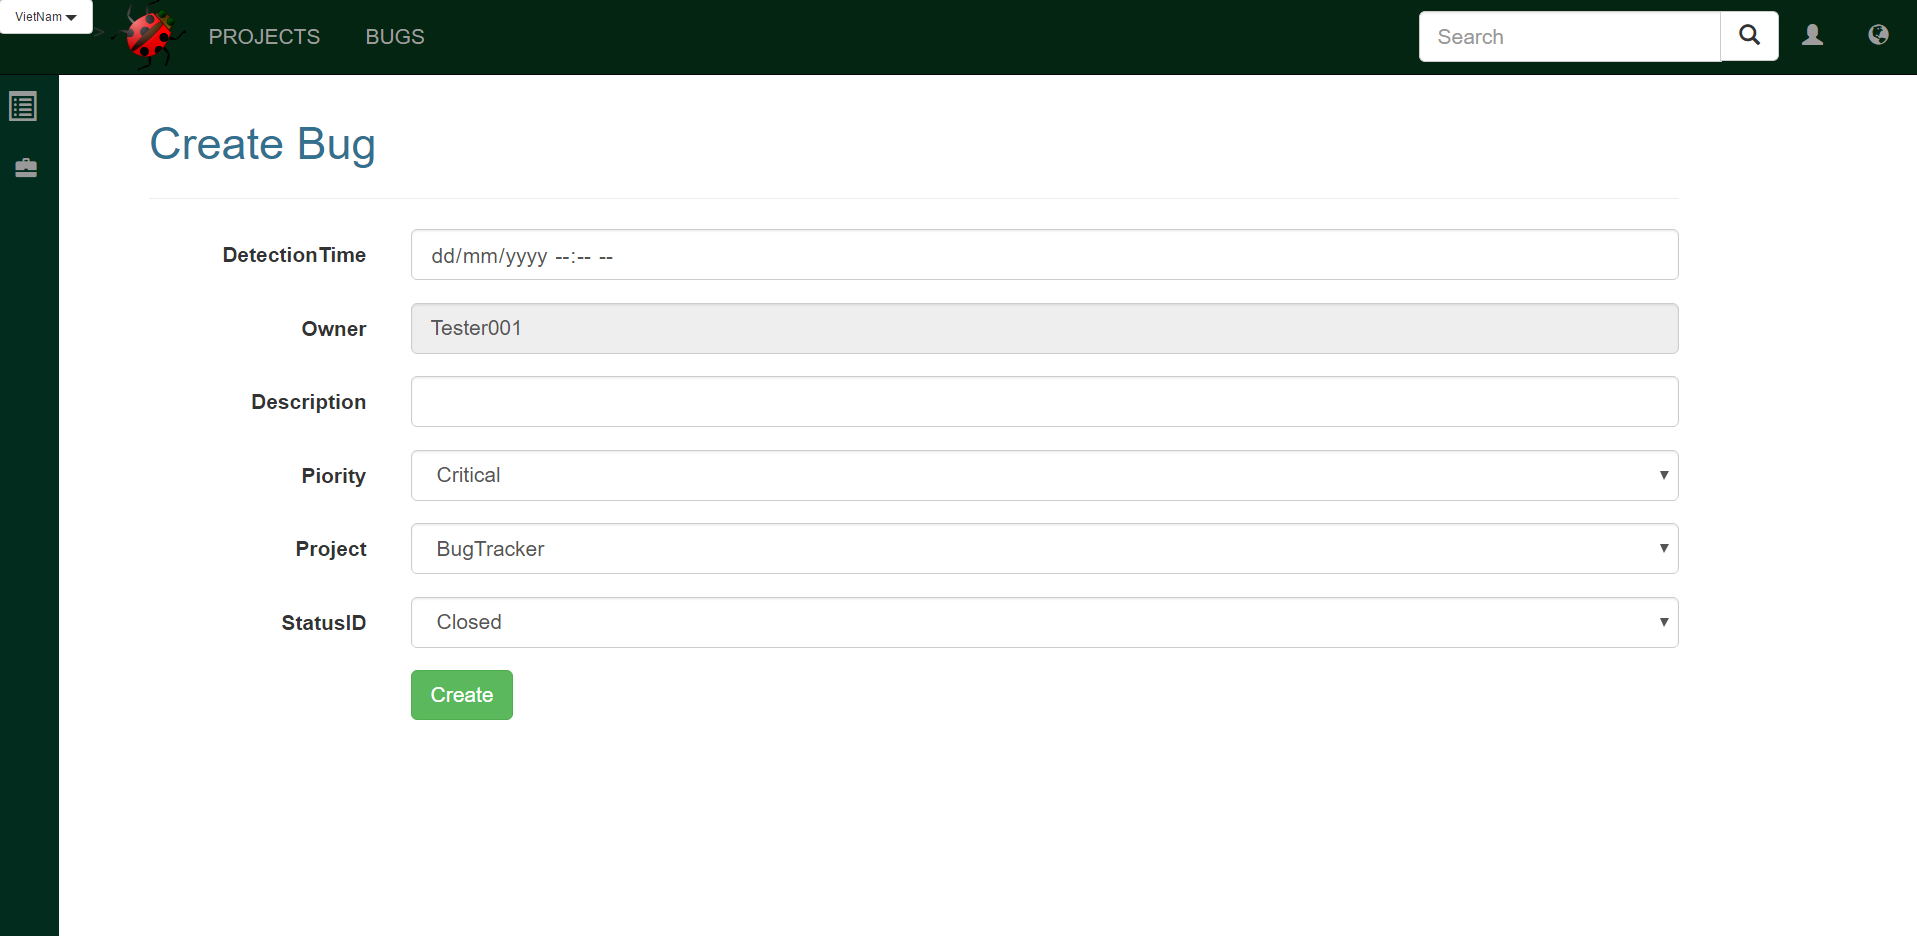 VietNam
>
PROJECTS BUGS Search
Create Bug
DetectionTime dd/mm/yyyy --:-- --
Owner Tester001
Description
Piority Critical
Project BugTracker
StatusID Closed
Create